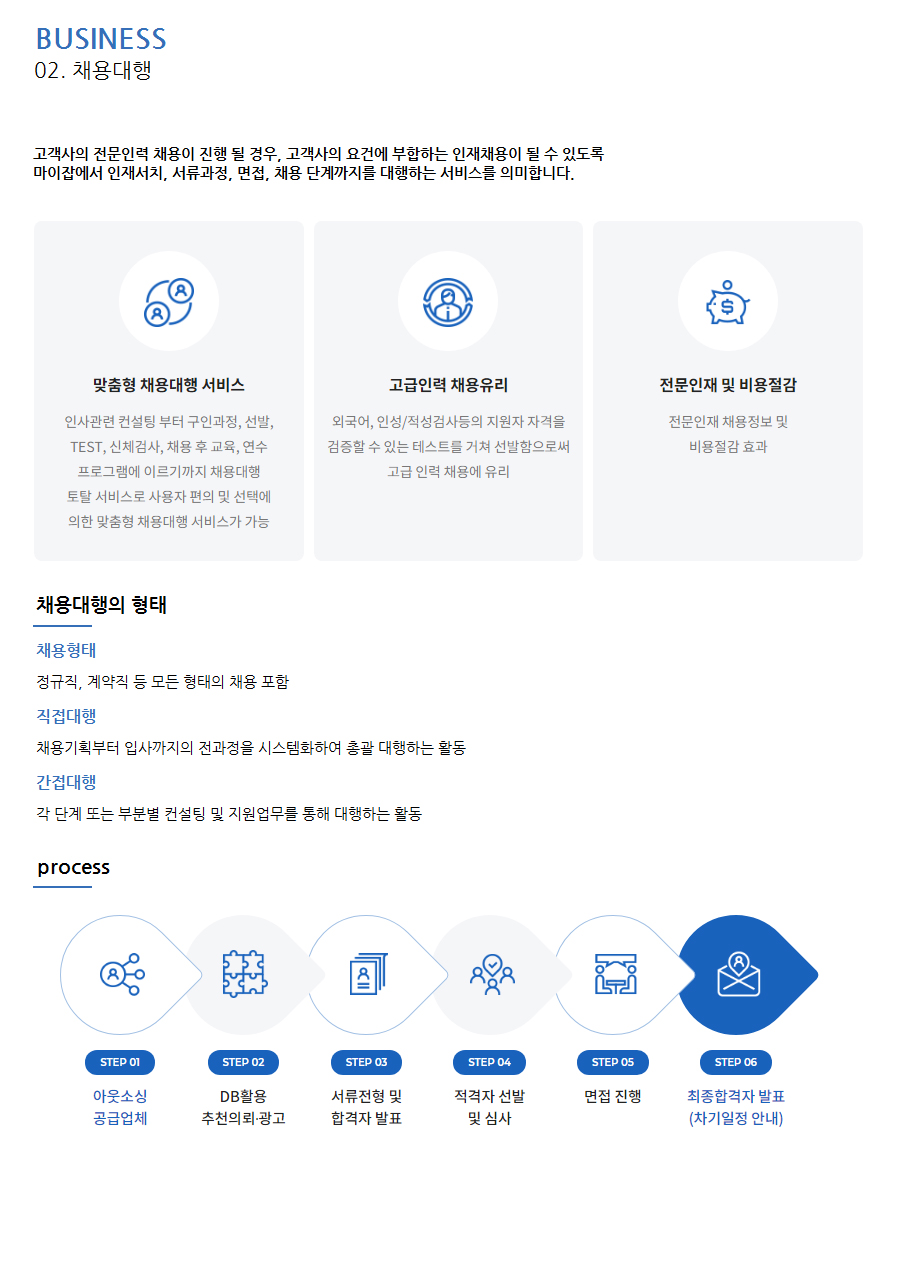 BUSINESS
02. 채용대행
고객사의 전문인력 채용이 진행 될 경우, 고객사의 요건에 부합하는 인재채용이 될 수 있도록
마이잡에서 인재서치, 서류과정, 면접, 채용 단계까지를 대행하는 서비스를 의미합니다.
맞춤형 채용대행 서비스
인사관련 컨설팅 부터 구인과정, 선발,
TEST, 신체검사, 채용 후 교육, 연수
프로그램에 이르기까지 채용대행
토탈 서비스로 사용자 편의 및 선택에
의한 맞춤형 채용대행 서비스가 가능
고급인력 채용유리
외국어, 인성/적성검사등의 지원자 자격을
검증할 수 있는 테스트를 거쳐 선발함으로써
고급 인력 채용에 유리
전문인재 및 비용절감
전문인재 채용정보 및
비용절감 효과
채용대행의 형태
채용형태
정규직, 계약직 등 모든 형태의 채용 포함
직접대행
채용기획부터 입사까지의 전과정을 시스템화하여 총괄 대행하는 활동
간접대행
각 단계 또는 부분별 컨설팅 및 지원업무를 통해 대행하는 활동
process
STEP 01
아웃소싱
공급업체
STEP 02
DB활용
추천의뢰·광고
STEP 03
서류전형 및
합격자 발표
STEP 04
적격자 선발
및 심사
STEP 05
면접 진행
STEP 06
최종합격자 발표
(차기일정 안내)